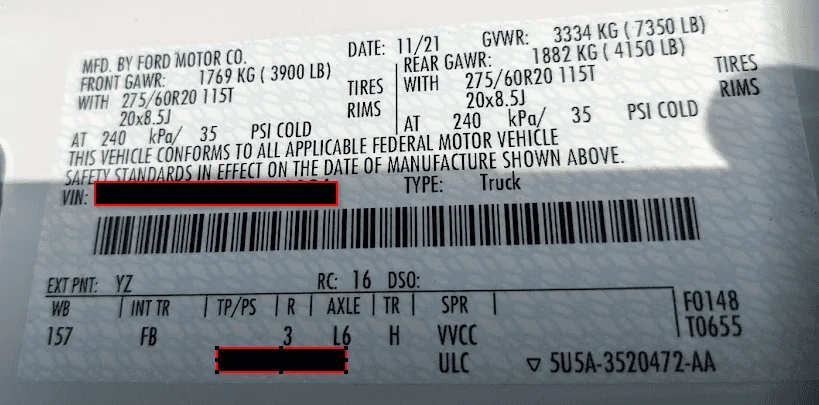 MFD. BY FORD MOTOR CO. DATE: 11/21 GVWR: 3334 KG ( 7350 LB)
FRONT GAWR: 1769 KG ( 3900 LB) REAR GAWR: 1882 KG ( 4150 LB)
WITH 275/60R20 115T TIRES WITH 275/60R20 115T TIRES
20x8.5J RIMS 20x8.5J RIMS
AT 240 kPa/ 35 PSI COLD AT 240 kPa/ 35 PSI COLD
THIS VEHICLE CONFORMS TO ALL APPLICABLE FEDERAL MOTOR VEHICLE
SAFETY STANDARDS IN EFFECT ON THE DATE OF MANUFACTURE SHOWN ABOVE.
VIN: TYPE: Truck
EXT PNT: YZ RC: 16 DSO:
WB | INT TR | TP/PS | R | AXLE | TR | SPR | F0148
157 FB 3 L6 H VVCC T0655
ULC ▽ 5U5A-3520472-AA